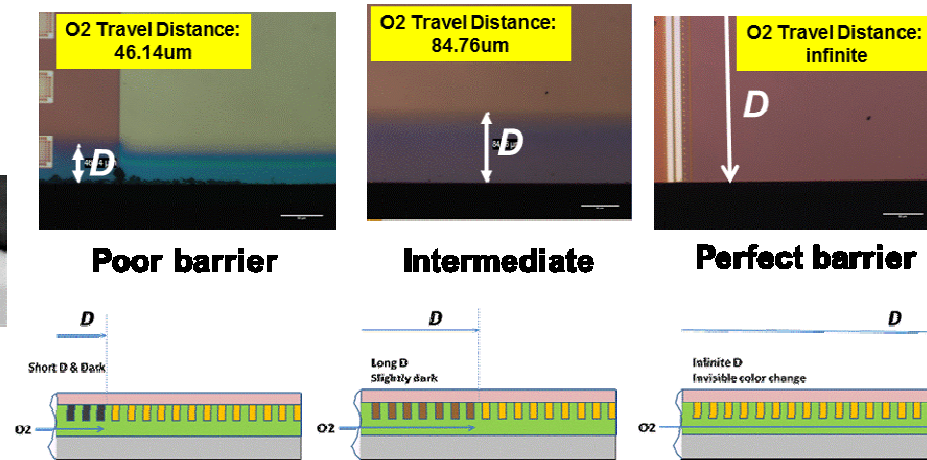 O2 Travel Distance:
46.14um
D
Poor barrier
O2 Travel Distance:
84.76um
D
Intermediate
O2 Travel Distance:
infinite
D
Perfect barrier
D
Short D & Dark
O2
D
Long D
Slightly dark
O2
D
Infinite D
Invisible color change
O2